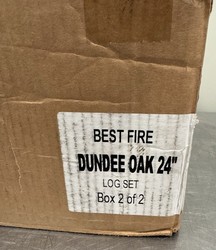 BEST FIRE
DUNDEE OAK 24"
LOG SET
Box 2 of 2